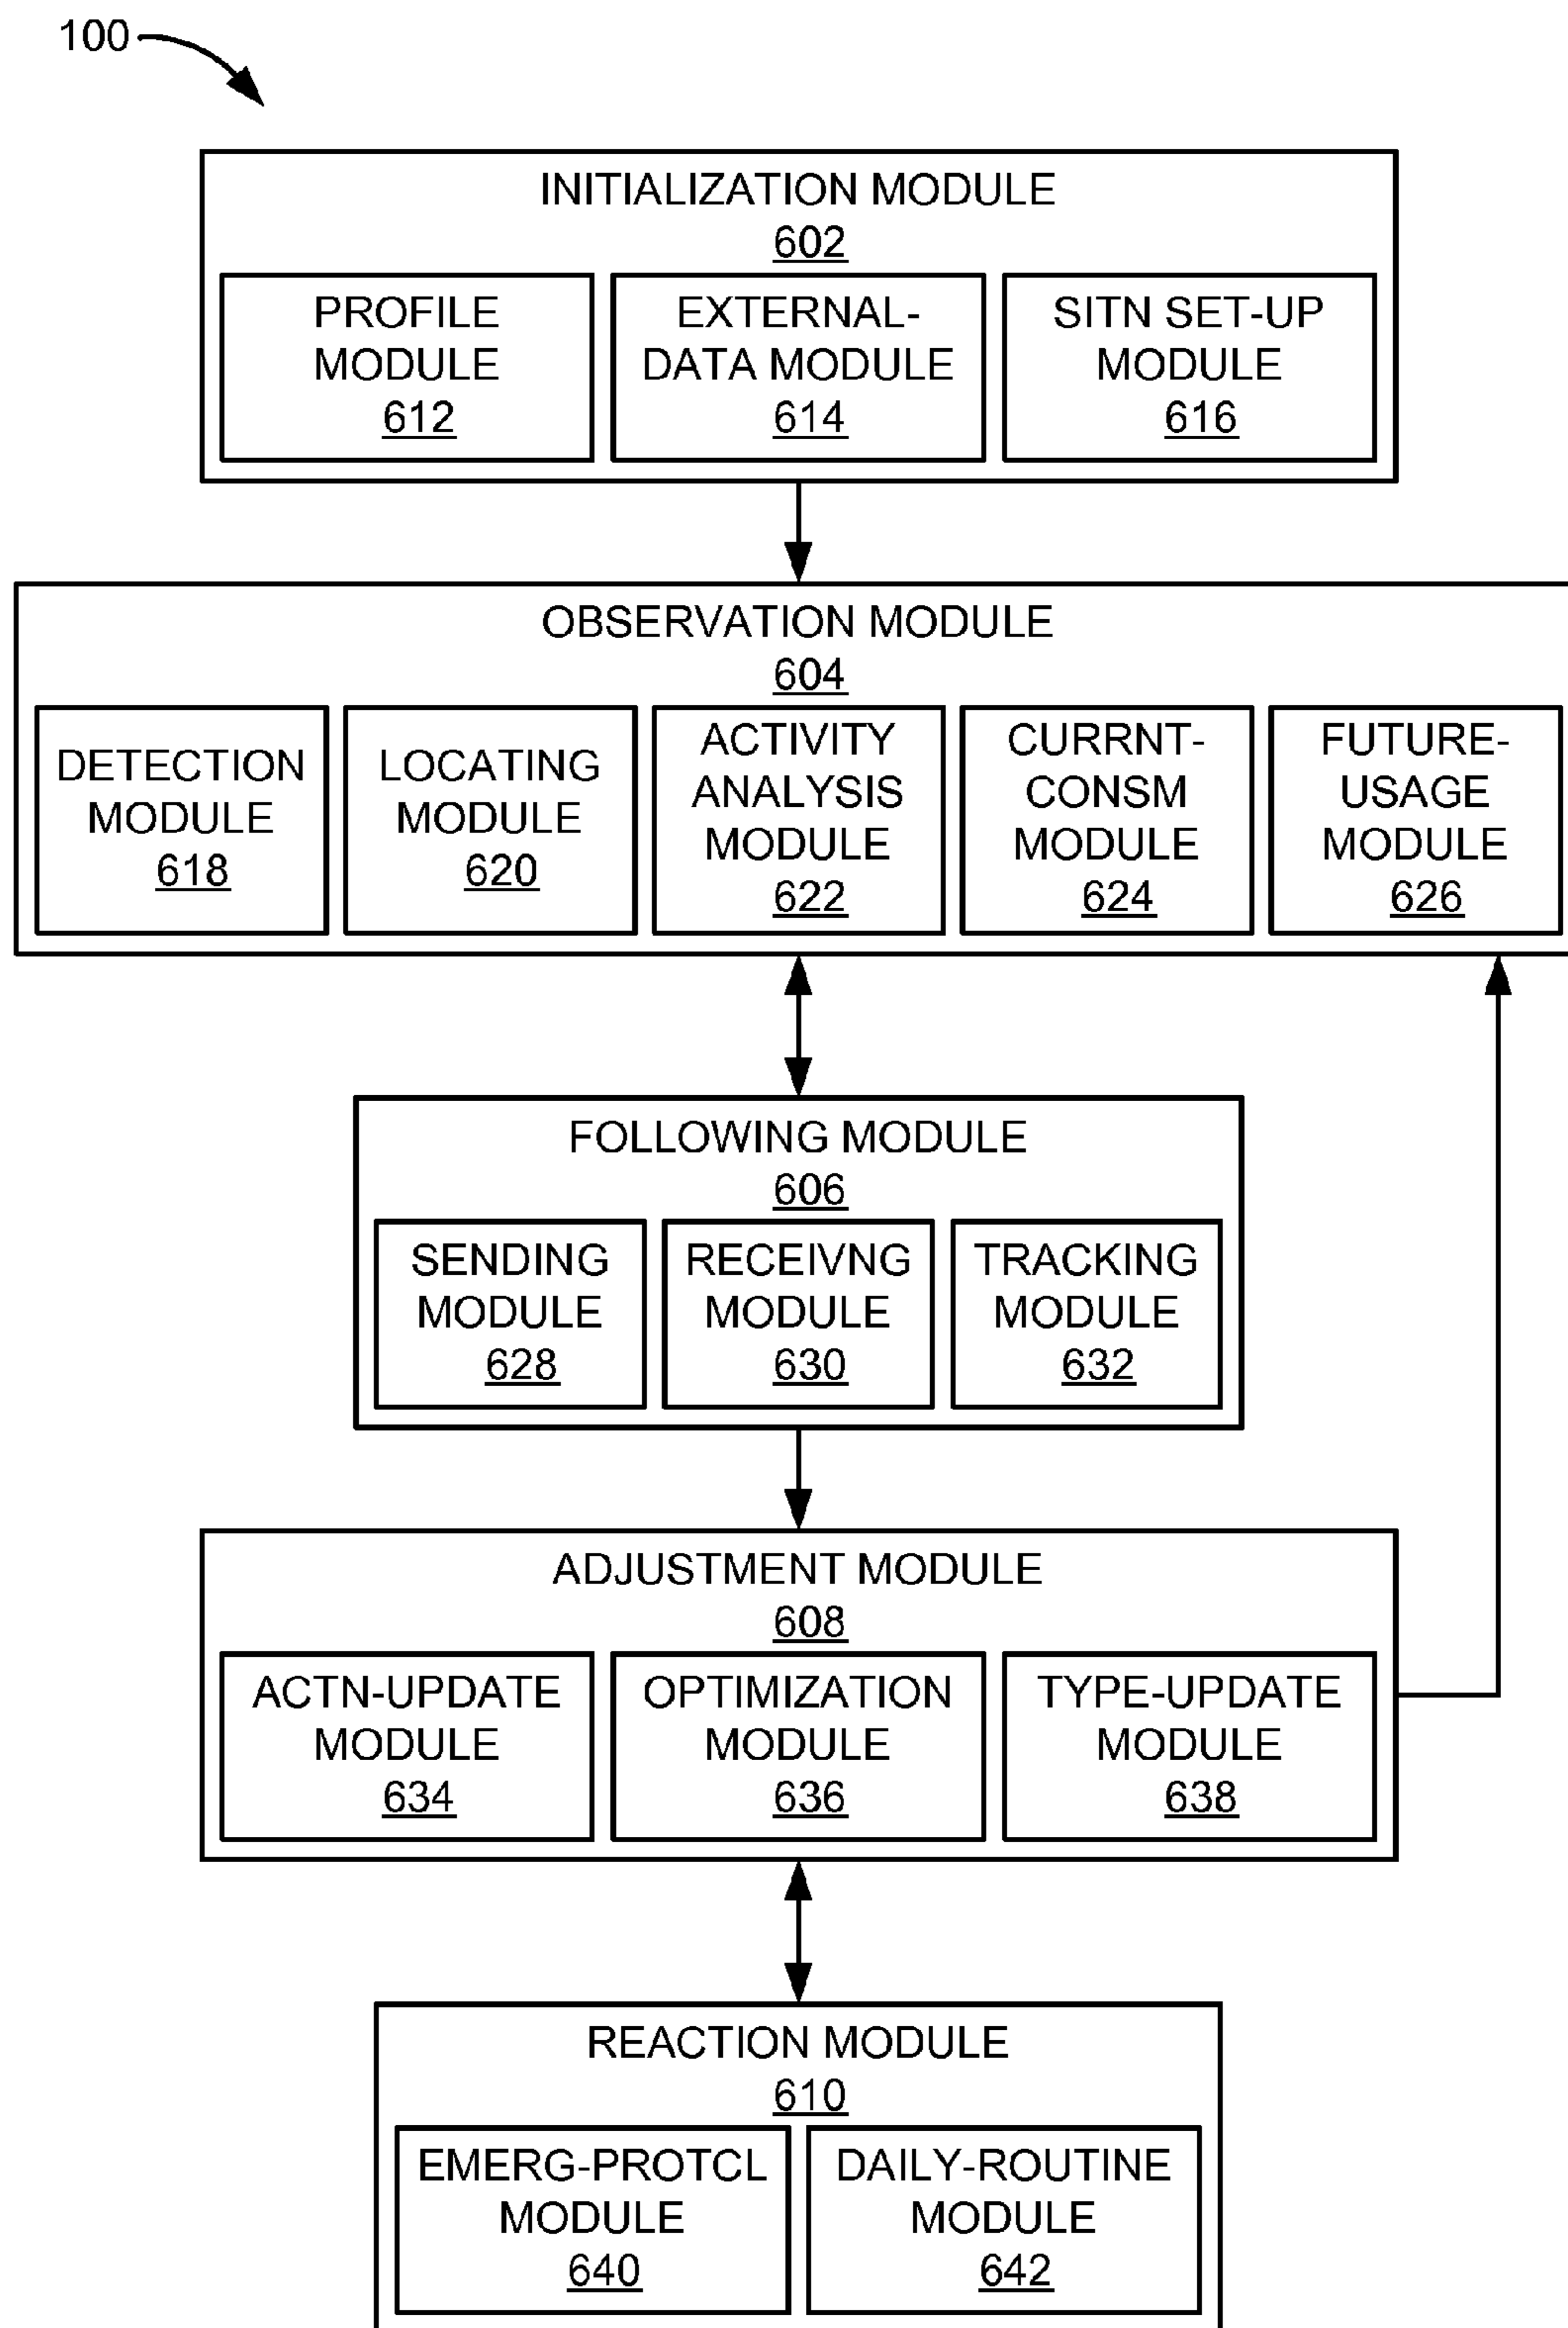 100
INITIALIZATION MODULE
602
PROFILE
MODULE
612
EXTERNAL-
DATA MODULE
614
SITN SET-UP
MODULE
616
OBSERVATION MODULE
604
DETECTION
MODULE
618
LOCATING
MODULE
620
ACTIVITY
ANALYSIS
MODULE
622
CURRNT-
CONSM
MODULE
624
FUTURE-
USAGE
MODULE
626
FOLLOWING MODULE
606
SENDING
MODULE
628
RECEIVNG
MODULE
630
TRACKING
MODULE
632
ADJUSTMENT MODULE
608
ACTN-UPDATE
MODULE
634
OPTIMIZATION
MODULE
636
TYPE-UPDATE
MODULE
638
REACTION MODULE
610
EMERG-PROTCL
MODULE
640
DAILY-ROUTINE
MODULE
642